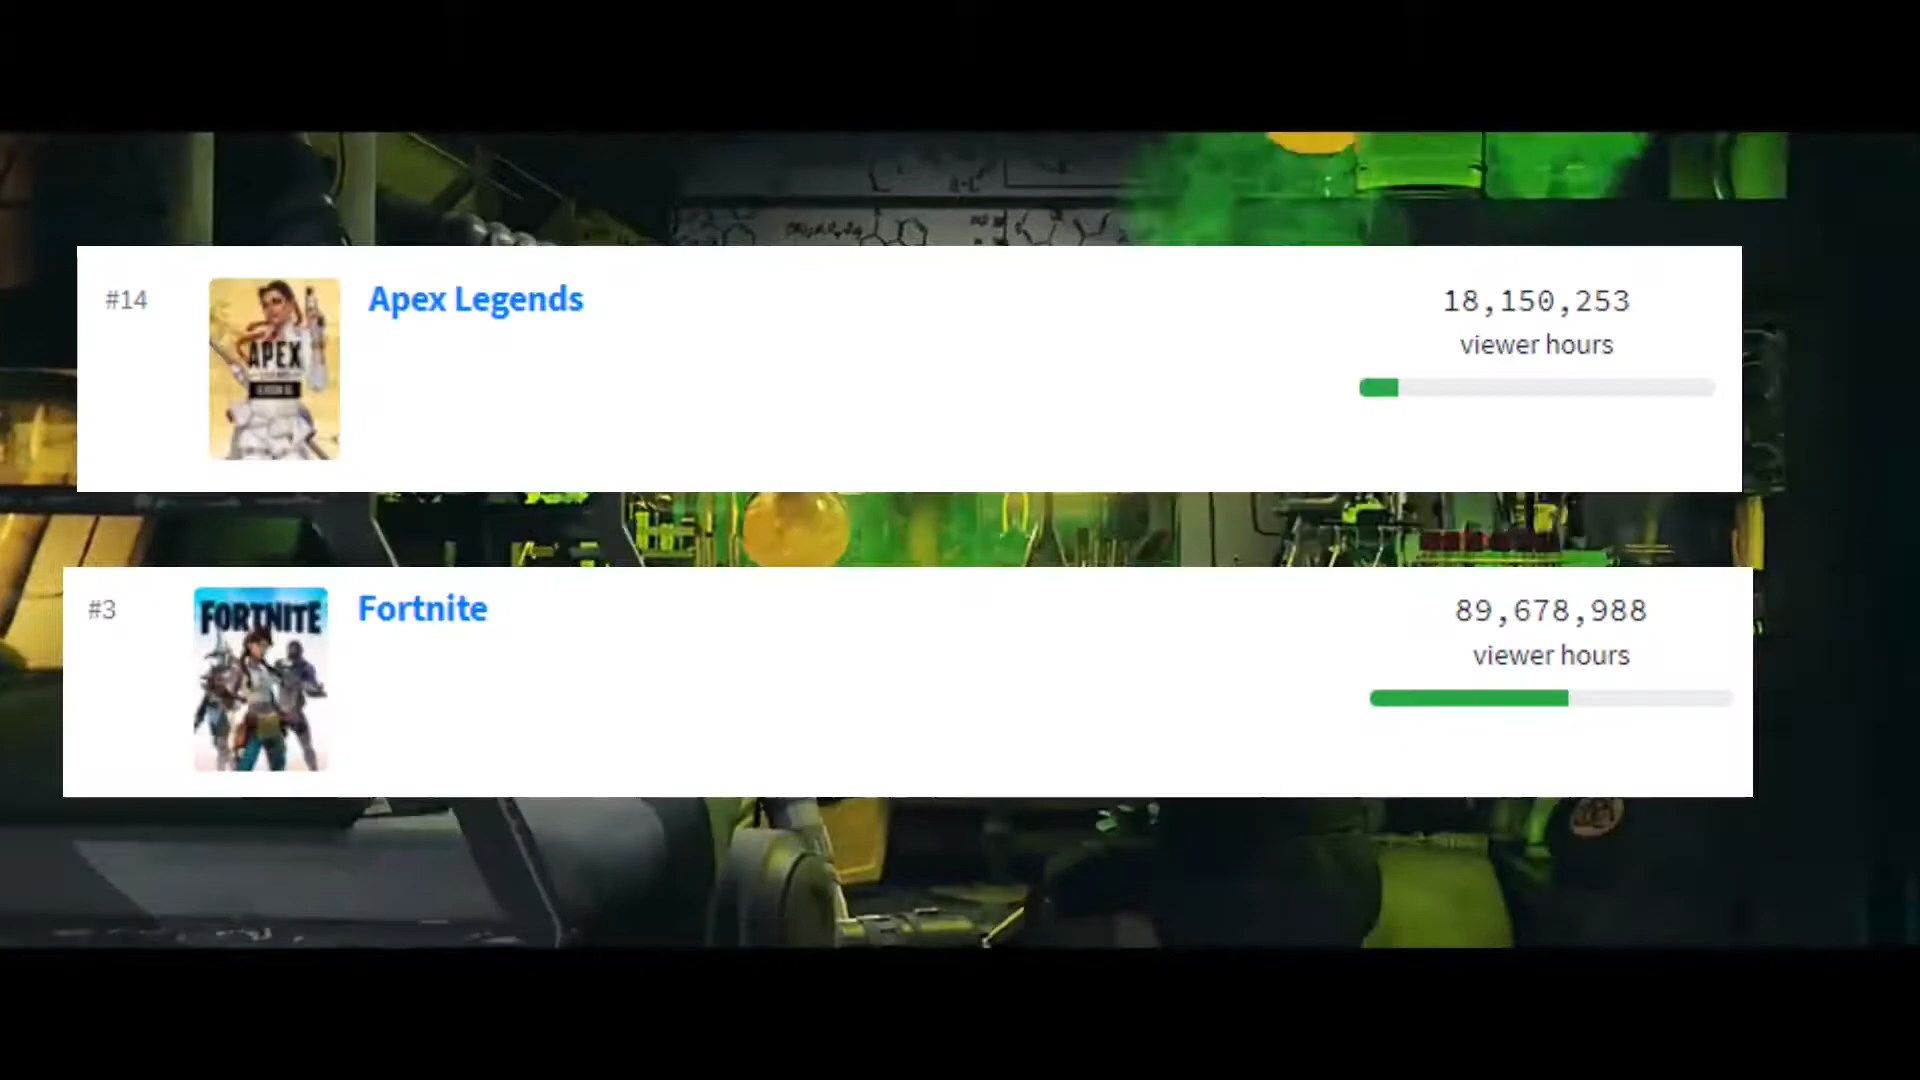 #14
APEX
Apex Legends
18,150,253
viewer hours
#3
FORTNITE
Fortnite
89,678,988
viewer hours